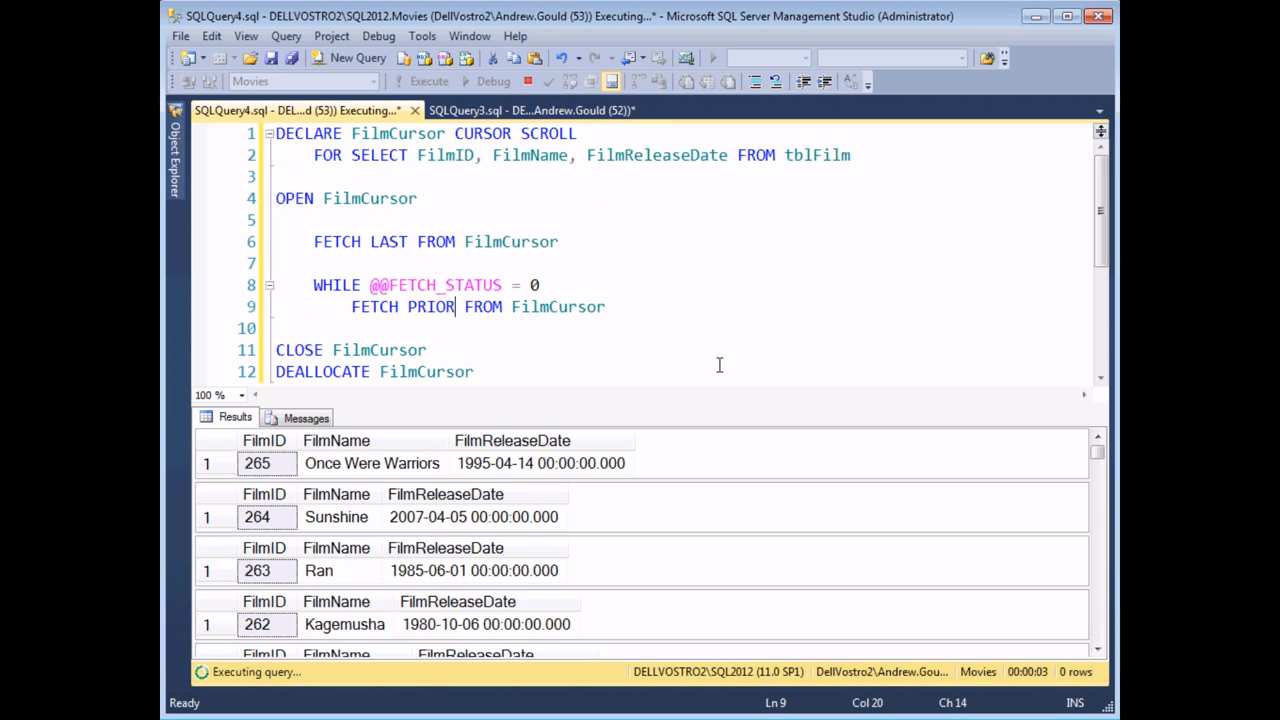 SQLQuery4.sql - DELLVOSTRO2\SQL2012.Movies (DellVostro2\Andrew.Gould (53)) Executing...* - Microsoft SQL Server Management Studio (Administrator)
File Edit View Query Project Debug Tools Window Help
New Query
Movies Execute Debug
SQLQuery4.sql - DEL...d (53)) Executing...* SQLQuery3.sql - DE...Andrew.Gould (52))*
Object Explorer
1 DECLARE FilmCursor CURSOR SCROLL
2 FOR SELECT FilmID, FilmName, FilmReleaseDate FROM tblFilm
3
4 OPEN FilmCursor
5
6 FETCH LAST FROM FilmCursor
7
8 WHILE @@FETCH_STATUS = 0
9 FETCH PRIOR FROM FilmCursor
10
11 CLOSE FilmCursor
12 DEALLOCATE FilmCursor
100 %
Results Messages
FilmID FilmName FilmReleaseDate
1 265 Once Were Warriors 1995-04-14 00:00:00.000
FilmID FilmName FilmReleaseDate
1 264 Sunshine 2007-04-05 00:00:00.000
FilmID FilmName FilmReleaseDate
1 263 Ran 1985-06-01 00:00:00.000
FilmID FilmName FilmReleaseDate
1 262 Kagemusha 1980-10-06 00:00:00.000
FilmID FilmName FilmReleaseDate
Executing query... DELLVOSTRO2\SQL2012 (11.0 SP1) DellVostro2\Andrew.Gou... Movies 00:00:03 0 rows
Ready Ln 9 Col 20 Ch 14 INS